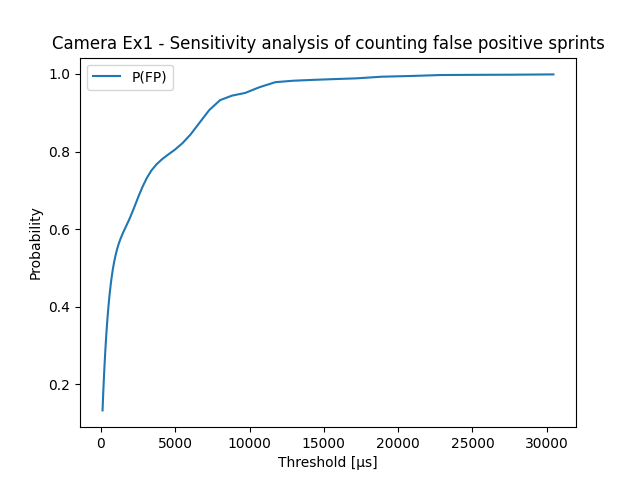 Camera Ex1 - Sensitivity analysis of counting false positive sprints
P(FP)
1.0
0.8
0.6
0.4
0.2
Probability
0 5000 10000 15000 20000 25000 30000
Threshold [µs]